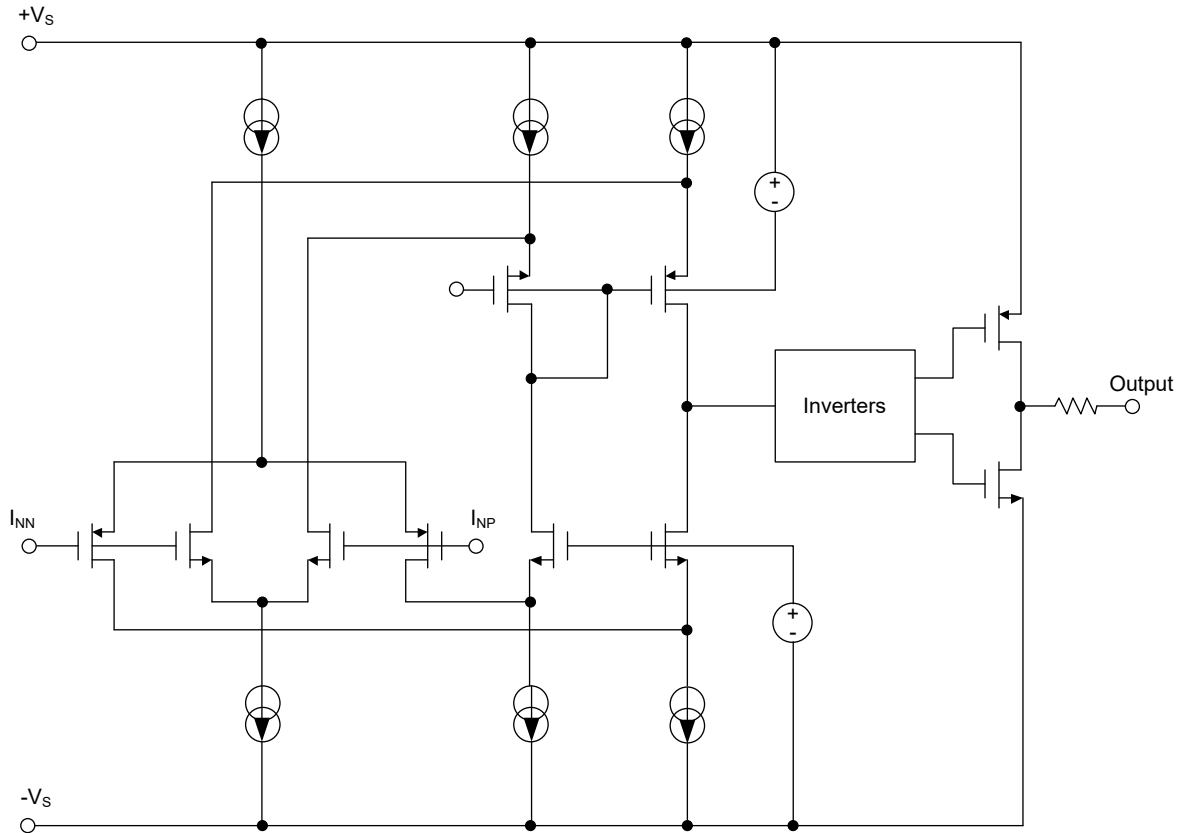 +VS
+
-
Inverters
Output
INN
INP
+
-
-VS